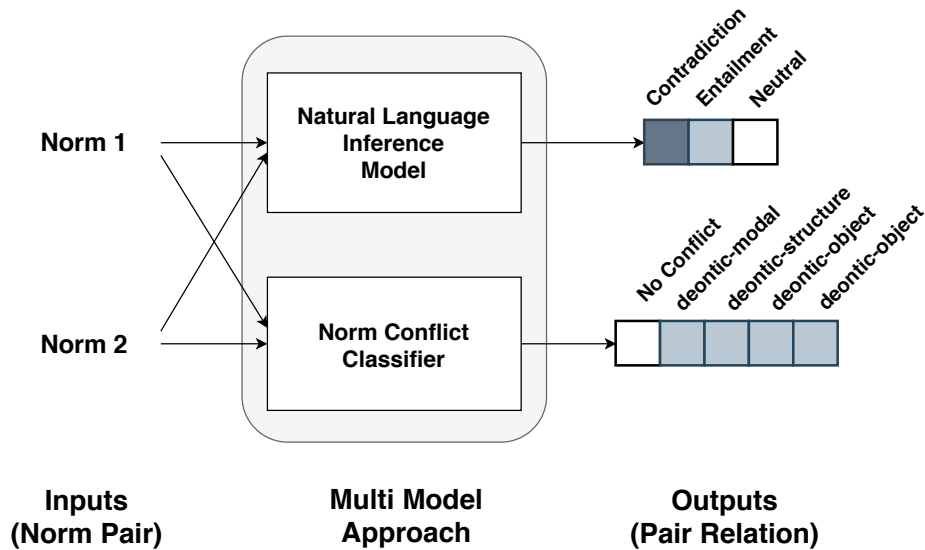 Norm 1
Norm 2
Natural Language
Inference
Model
Norm Conflict
Classifier
Contradiction
Entailment
Neutral
No Conflict
deontic-modal
deontic-structure
deontic-object
deontic-object
Inputs
(Norm Pair)
Multi Model
Approach
Outputs
(Pair Relation)